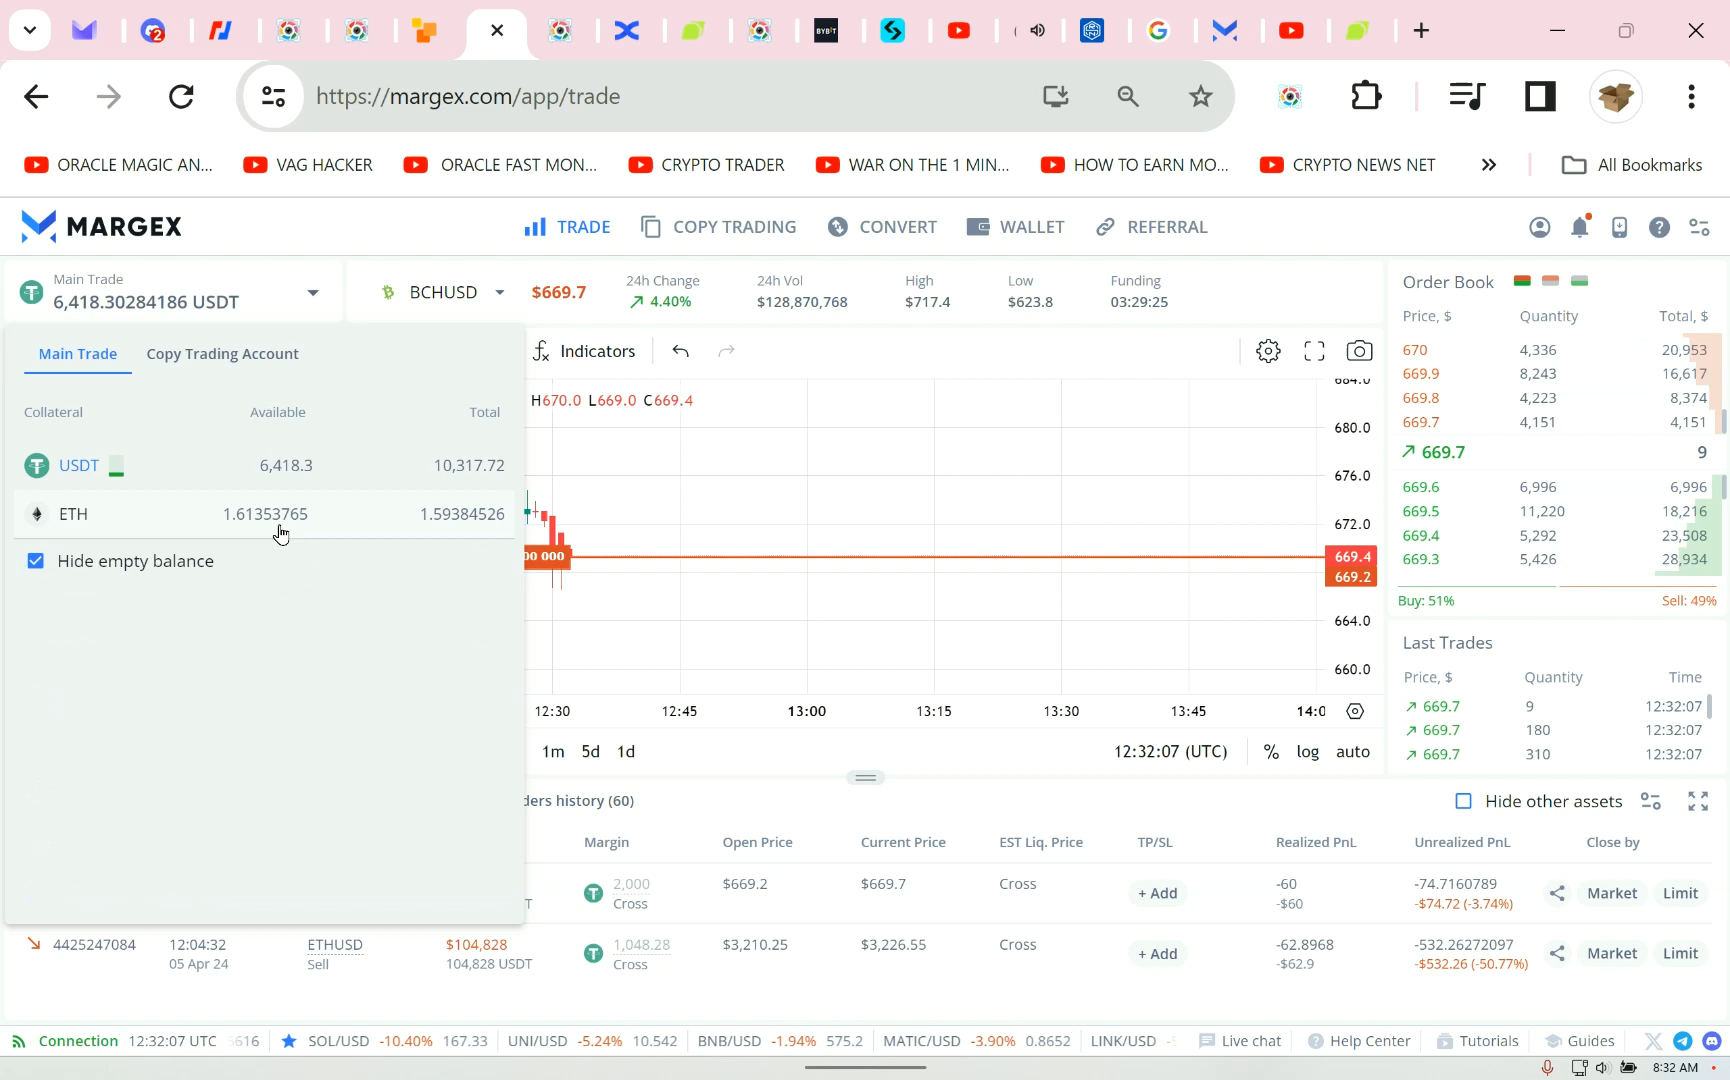 BYBIT
https://margex.com/app/trade
ORACLE MAGIC AN... VAG HACKER ORACLE FAST MON... CRYPTO TRADER WAR ON THE 1 MIN... HOW TO EARN MO... CRYPTO NEWS NET » All Bookmarks
MARGEX TRADE COPY TRADING CONVERT WALLET REFERRAL
Main Trade
6,418.30284186 USDT
BCHUSD $669.7
24h Change
4.40%
24h Vol
$128,870,768
High
$717.4
Low
$623.8
Funding
03:29:25
Order Book
Price, $ Quantity Total, $
670 4,336 20,953
669.9 8,243 16,617
669.8 4,223 8,374
669.7 4,151 4,151
669.7 9
669.6 6,996 6,996
669.5 11,220 18,216
669.4 5,292 23,508
669.3 5,426 28,934
Buy: 51% Sell: 49%
Main Trade Copy Trading Account
Collateral Available Total
USDT 6,418.3 10,317.72
ETH 1.61353765 1.59384526
Hide empty balance
Indicators
H670.0 L669.0 C669.4
684.0
680.0
676.0
672.0
00 000
669.4
669.2
664.0
660.0
12:30 12:45 13:00 13:15 13:30 13:45 14:0
1m 5d 1d 12:32:07 (UTC) % log auto
Last Trades
Price, $ Quantity Time
669.7 9 12:32:07
669.7 180 12:32:07
669.7 310 12:32:07
ders history (60) Hide other assets
Margin Open Price Current Price EST Liq. Price TP/SL Realized PnL Unrealized PnL Close by
2,000 $669.2 $669.7 Cross + Add -60 -74.7160789 Market Limit
T Cross -$60 -$74.72 (-3.74%)
4425247084 12:04:32 ETHUSD $104,828 1,048.28 $3,210.25 $3,226.55 Cross + Add -62.8968 -532.26272097 Market Limit
05 Apr 24 Sell 104,828 USDT Cross -$62.9 -$532.26 (-50.77%)
Connection 12:32:07 UTC 5616 SOL/USD -10.40% 167.33 UNI/USD -5.24% 10.542 BNB/USD -1.94% 575.2 MATIC/USD -3.90% 0.8652 LINK/USD Live chat Help Center Tutorials Guides
8:32 AM